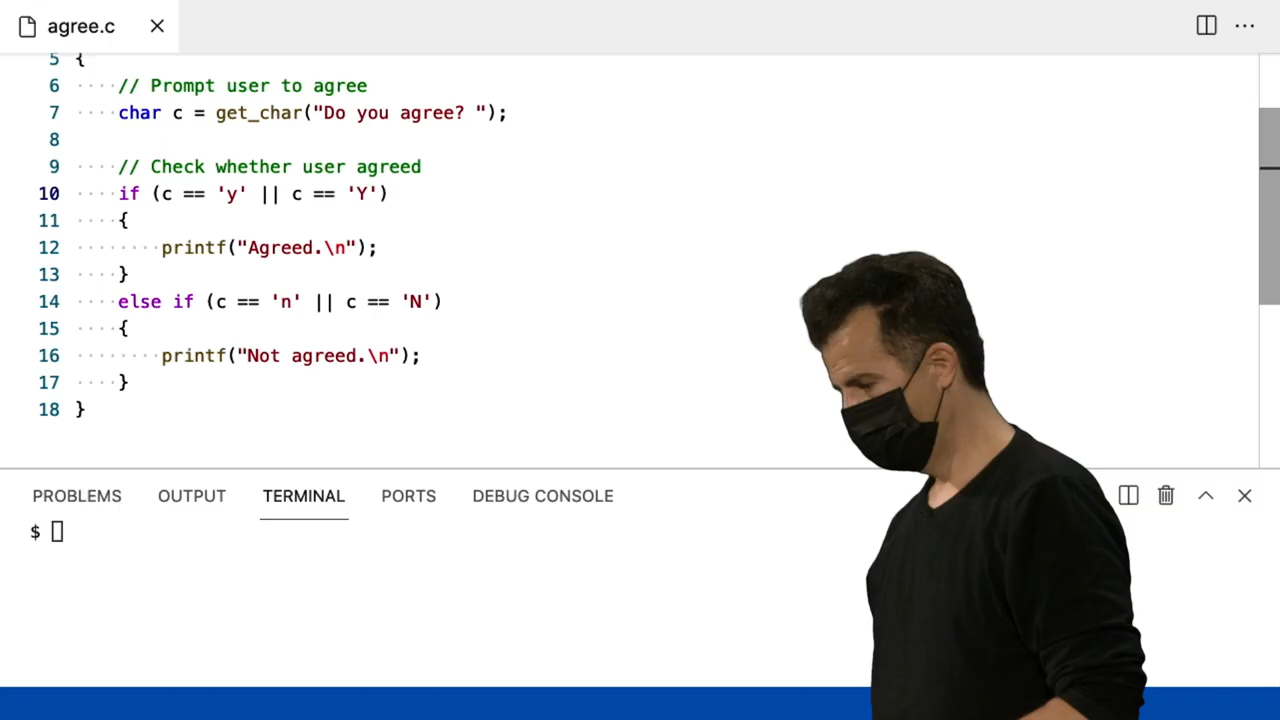 agree.c
5 {
6 ····// Prompt user to agree
7 ····char c = get_char("Do you agree? ");
8
9 ····// Check whether user agreed
10 ····if (c == 'y' || c == 'Y')
11 ····{
12 ········printf("Agreed.\n");
13 ····}
14 ····else if (c == 'n' || c == 'N')
15 ····{
16 ········printf("Not agreed.\n");
17 ····}
18 }
PROBLEMS OUTPUT TERMINAL PORTS DEBUG CONSOLE
$